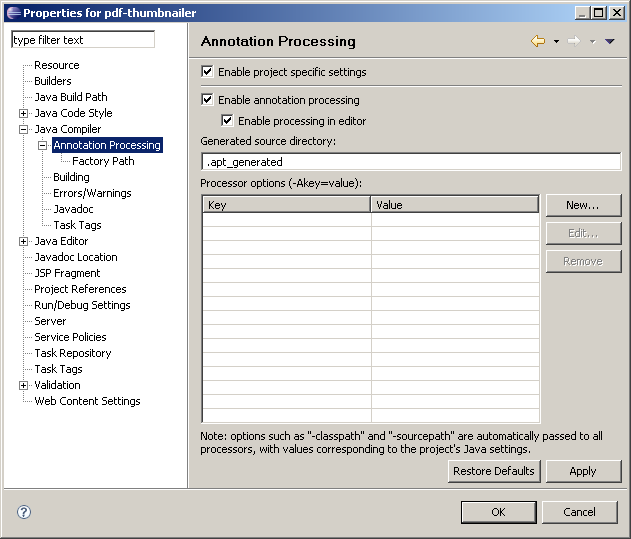 Properties for pdf-thumbnailer
type filter text
Resource
Builders
Java Build Path
Java Code Style
Java Compiler
Annotation Processing
Factory Path
Building
Errors/Warnings
Javadoc
Task Tags
Java Editor
Javadoc Location
JSP Fragment
Project References
Run/Debug Settings
Server
Service Policies
Task Repository
Task Tags
Validation
Web Content Settings
Annotation Processing
Enable project specific settings
Enable annotation processing
Enable processing in editor
Generated source directory:
.apt_generated
Processor options (-Akey=value):
Key Value
New...
Edit...
Remove
Note: options such as "-classpath" and "-sourcepath" are automatically passed to all
processors, with values corresponding to the project's Java settings.
Restore Defaults Apply
? OK Cancel